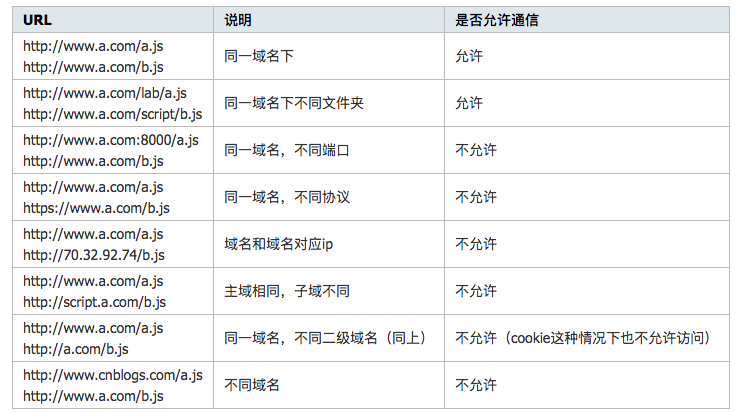 URL 说明 是否允许通信
http://www.a.com/a.js
http://www.a.com/b.js
同一域名下 允许
http://www.a.com/lab/a.js
http://www.a.com/script/b.js
同一域名下不同文件夹 允许
http://www.a.com:8000/a.js
http://www.a.com/b.js
同一域名，不同端口 不允许
http://www.a.com/a.js
https://www.a.com/b.js
同一域名，不同协议 不允许
http://www.a.com/a.js
http://70.32.92.74/b.js
域名和域名对应ip 不允许
http://www.a.com/a.js
http://script.a.com/b.js
主域相同，子域不同 不允许
http://www.a.com/a.js
http://a.com/b.js
同一域名，不同二级域名（同上） 不允许（cookie这种情况下也不允许访问）
http://www.cnblogs.com/a.js
http://www.a.com/b.js
不同域名 不允许